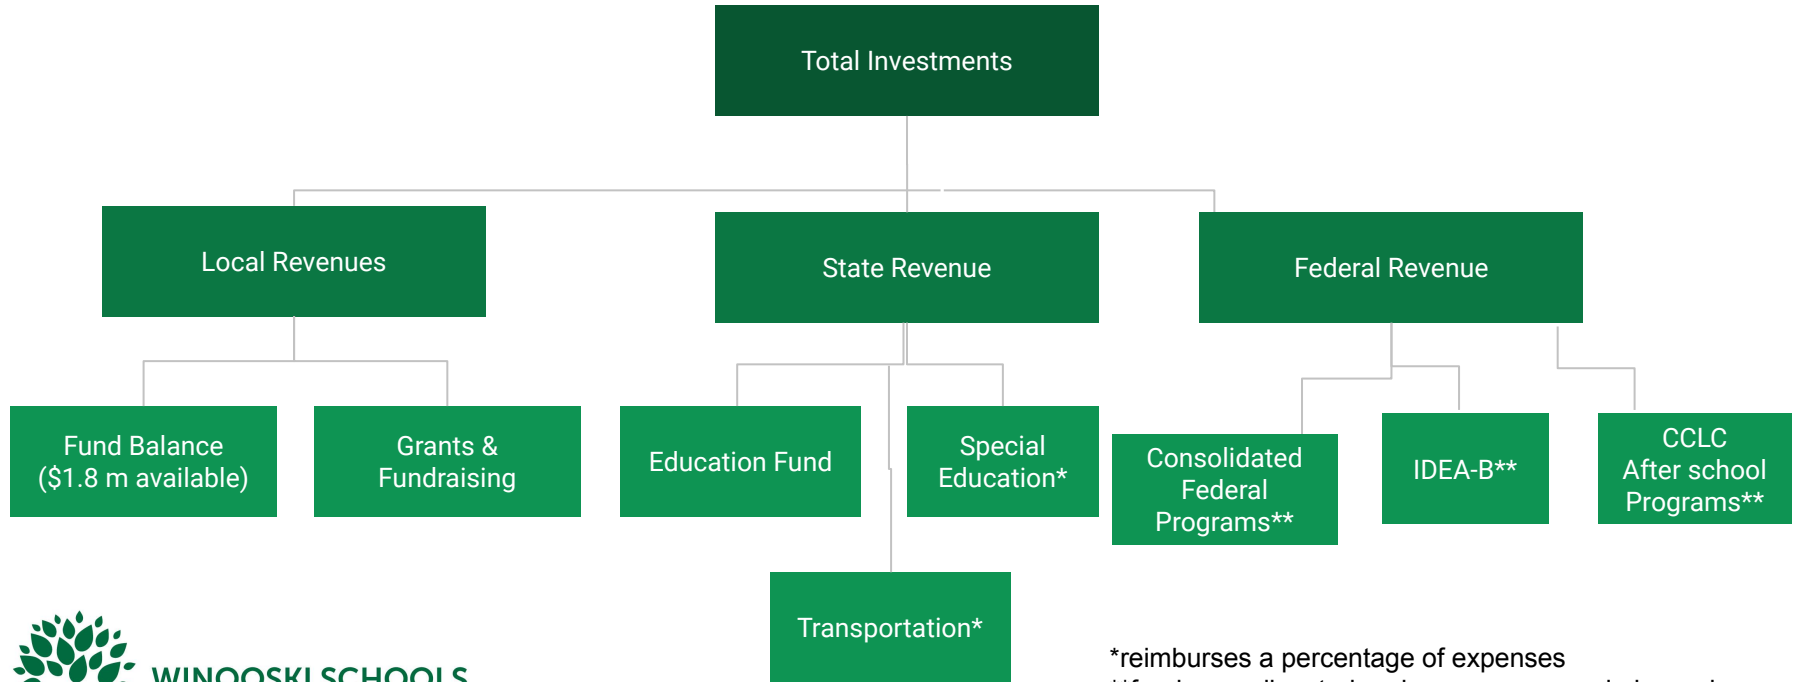 Total Investments
Local Revenues
State Revenue
Federal Revenue
Fund Balance
($1.8 m available)
Grants &
Fundraising
Education Fund
Special
Education*
Consolidated
Federal
Programs**
IDEA-B**
CCLC
After school
Programs**
Transportation*
WINOOSKI SCHOOLS
*reimburses a percentage of expenses